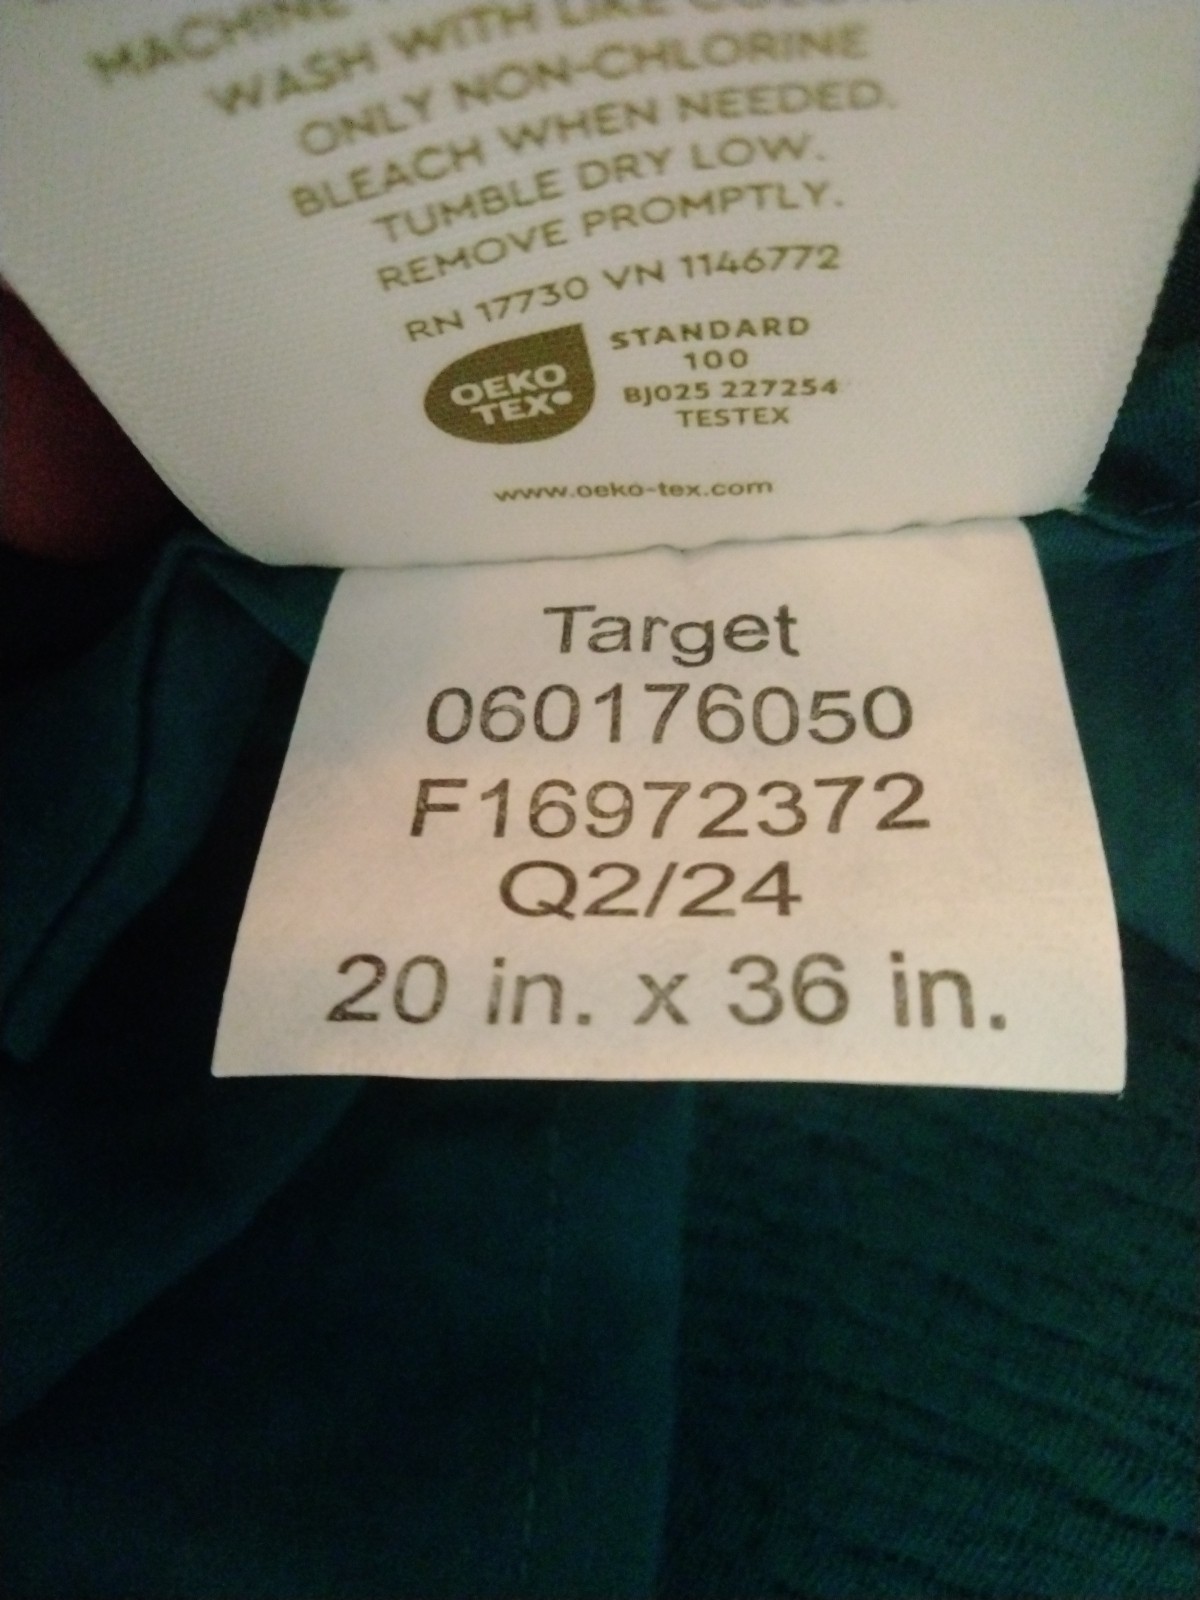 MACHINE
WASH WITH LIKE
ONLY NON-CHLORINE
BLEACH WHEN NEEDED.
TUMBLE DRY LOW.
REMOVE PROMPTLY.
RN 17730 VN 1146772
OEKO
TEX
STANDARD
100
BJ025 227254
TESTEX
www.oeko-tex.com
Target
060176050
F16972372
Q2/24
20 in. x 36 in.